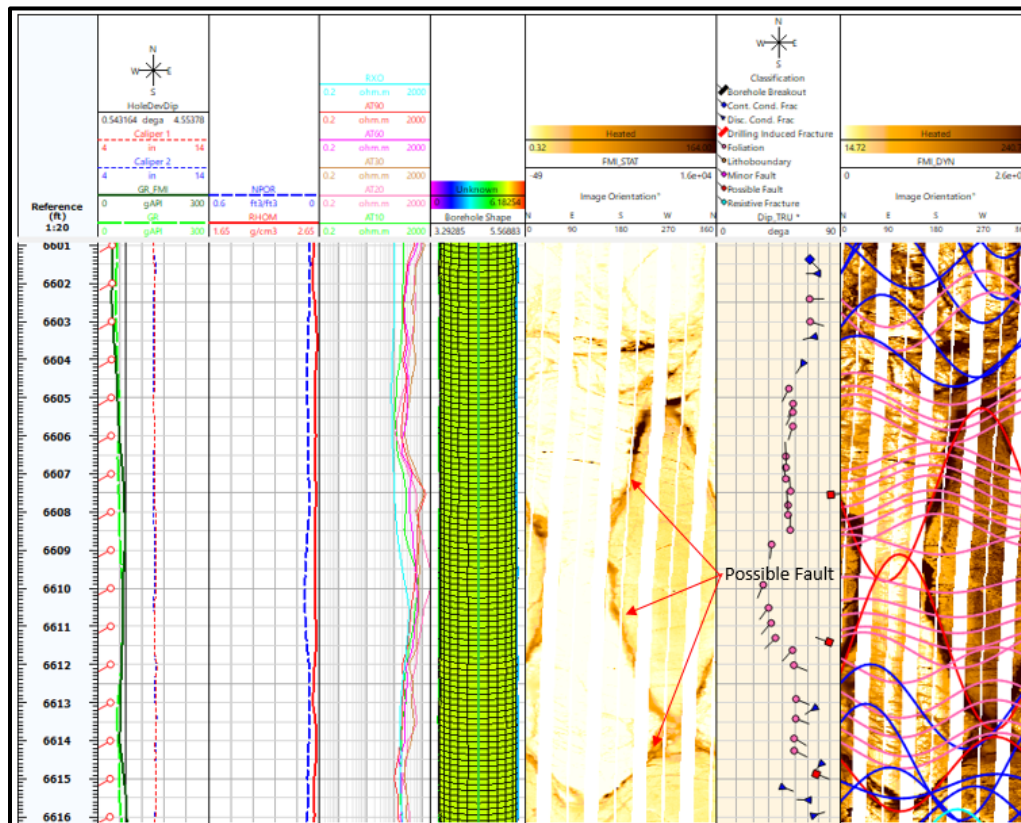 Reference
(ft)
1:20
N
W E
S
HoleDevDip
0.543164 dega 4.55378
Caliper 1
4 in 14
Caliper 2
4 in 14
GR_FMI
0 gAPI 300
GR
0 gAPI 300
NPOR
0.6 ft3/ft3 0
RHOM
1.65 g/cm3 2.65
RXO
0.2 ohm.m 2000
AT90
0.2 ohm.m 2000
AT60
0.2 ohm.m 2000
AT30
0.2 ohm.m 2000
AT20
0.2 ohm.m 2000
AT10
0.2 ohm.m 2000
Unknown
6.18254
Borehole Shape
3.29285 5.56883
Heated
0.32 164.00
FMI_STAT
-49 1.6e+04
Image Orientation°
N E S W N
0 90 180 270 360
N
W E
S
Classification
Borehole Breakout
Cont. Cond. Frac
Disc. Cond. Frac
Drilling Induced Fracture
Foliation
Lithoboundary
Minor Fault
Possible Fault
Resistive Fracture
Dip_TRU *
0 dega 90
Heated
14.72
FMI_DYN
0
Image Orientation°
N E S W
0 90 180 270
6601
6602
6603
6604
6605
6606
6607
6608
6609
6610
6611
6612
6613
6614
6615
6616
Possible Fault